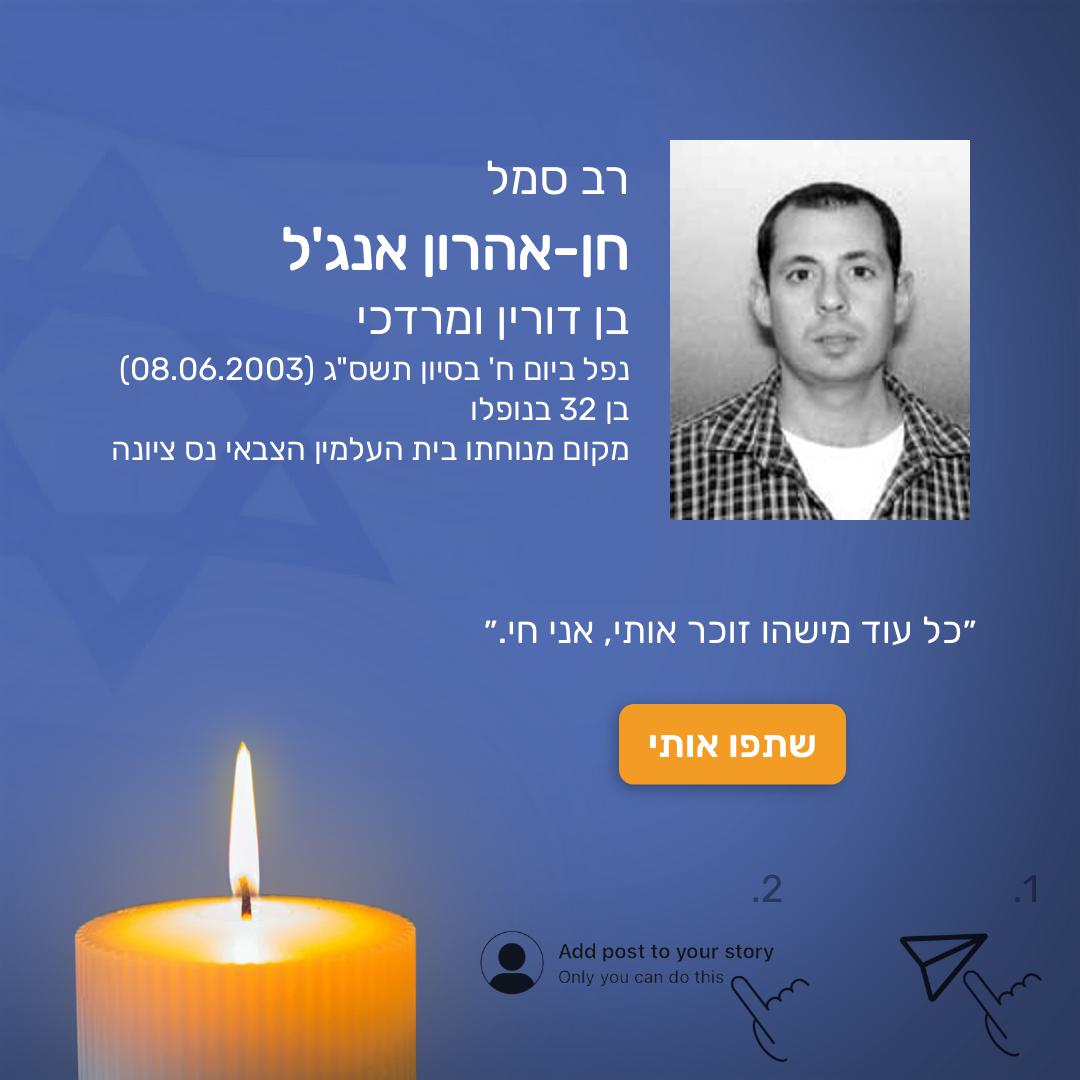 רב סמל
חן-אהרון אנג'ל
בן דורין ומרדכי
נפל ביום ח' בסיון תשס"ג (08.06.2003)
בן 32 בנופלו
מקום מנוחתו בית העלמין הצבאי נס ציונה
״כל עוד מישהו זוכר אותי, אני חי.״
שתפו אותי
1.
2.
Add post to your story
Only you can do this